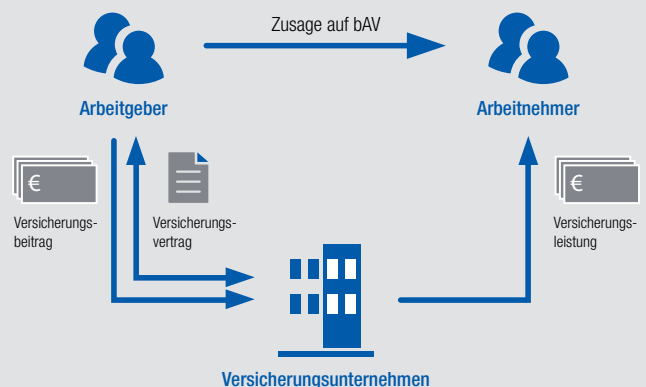 Zusage auf bAV
Arbeitgeber
Arbeitnehmer
€
Versicherungs-
beitrag
Versicherungs-
vertrag
€
Versicherungs-
leistung
Versicherungsunternehmen